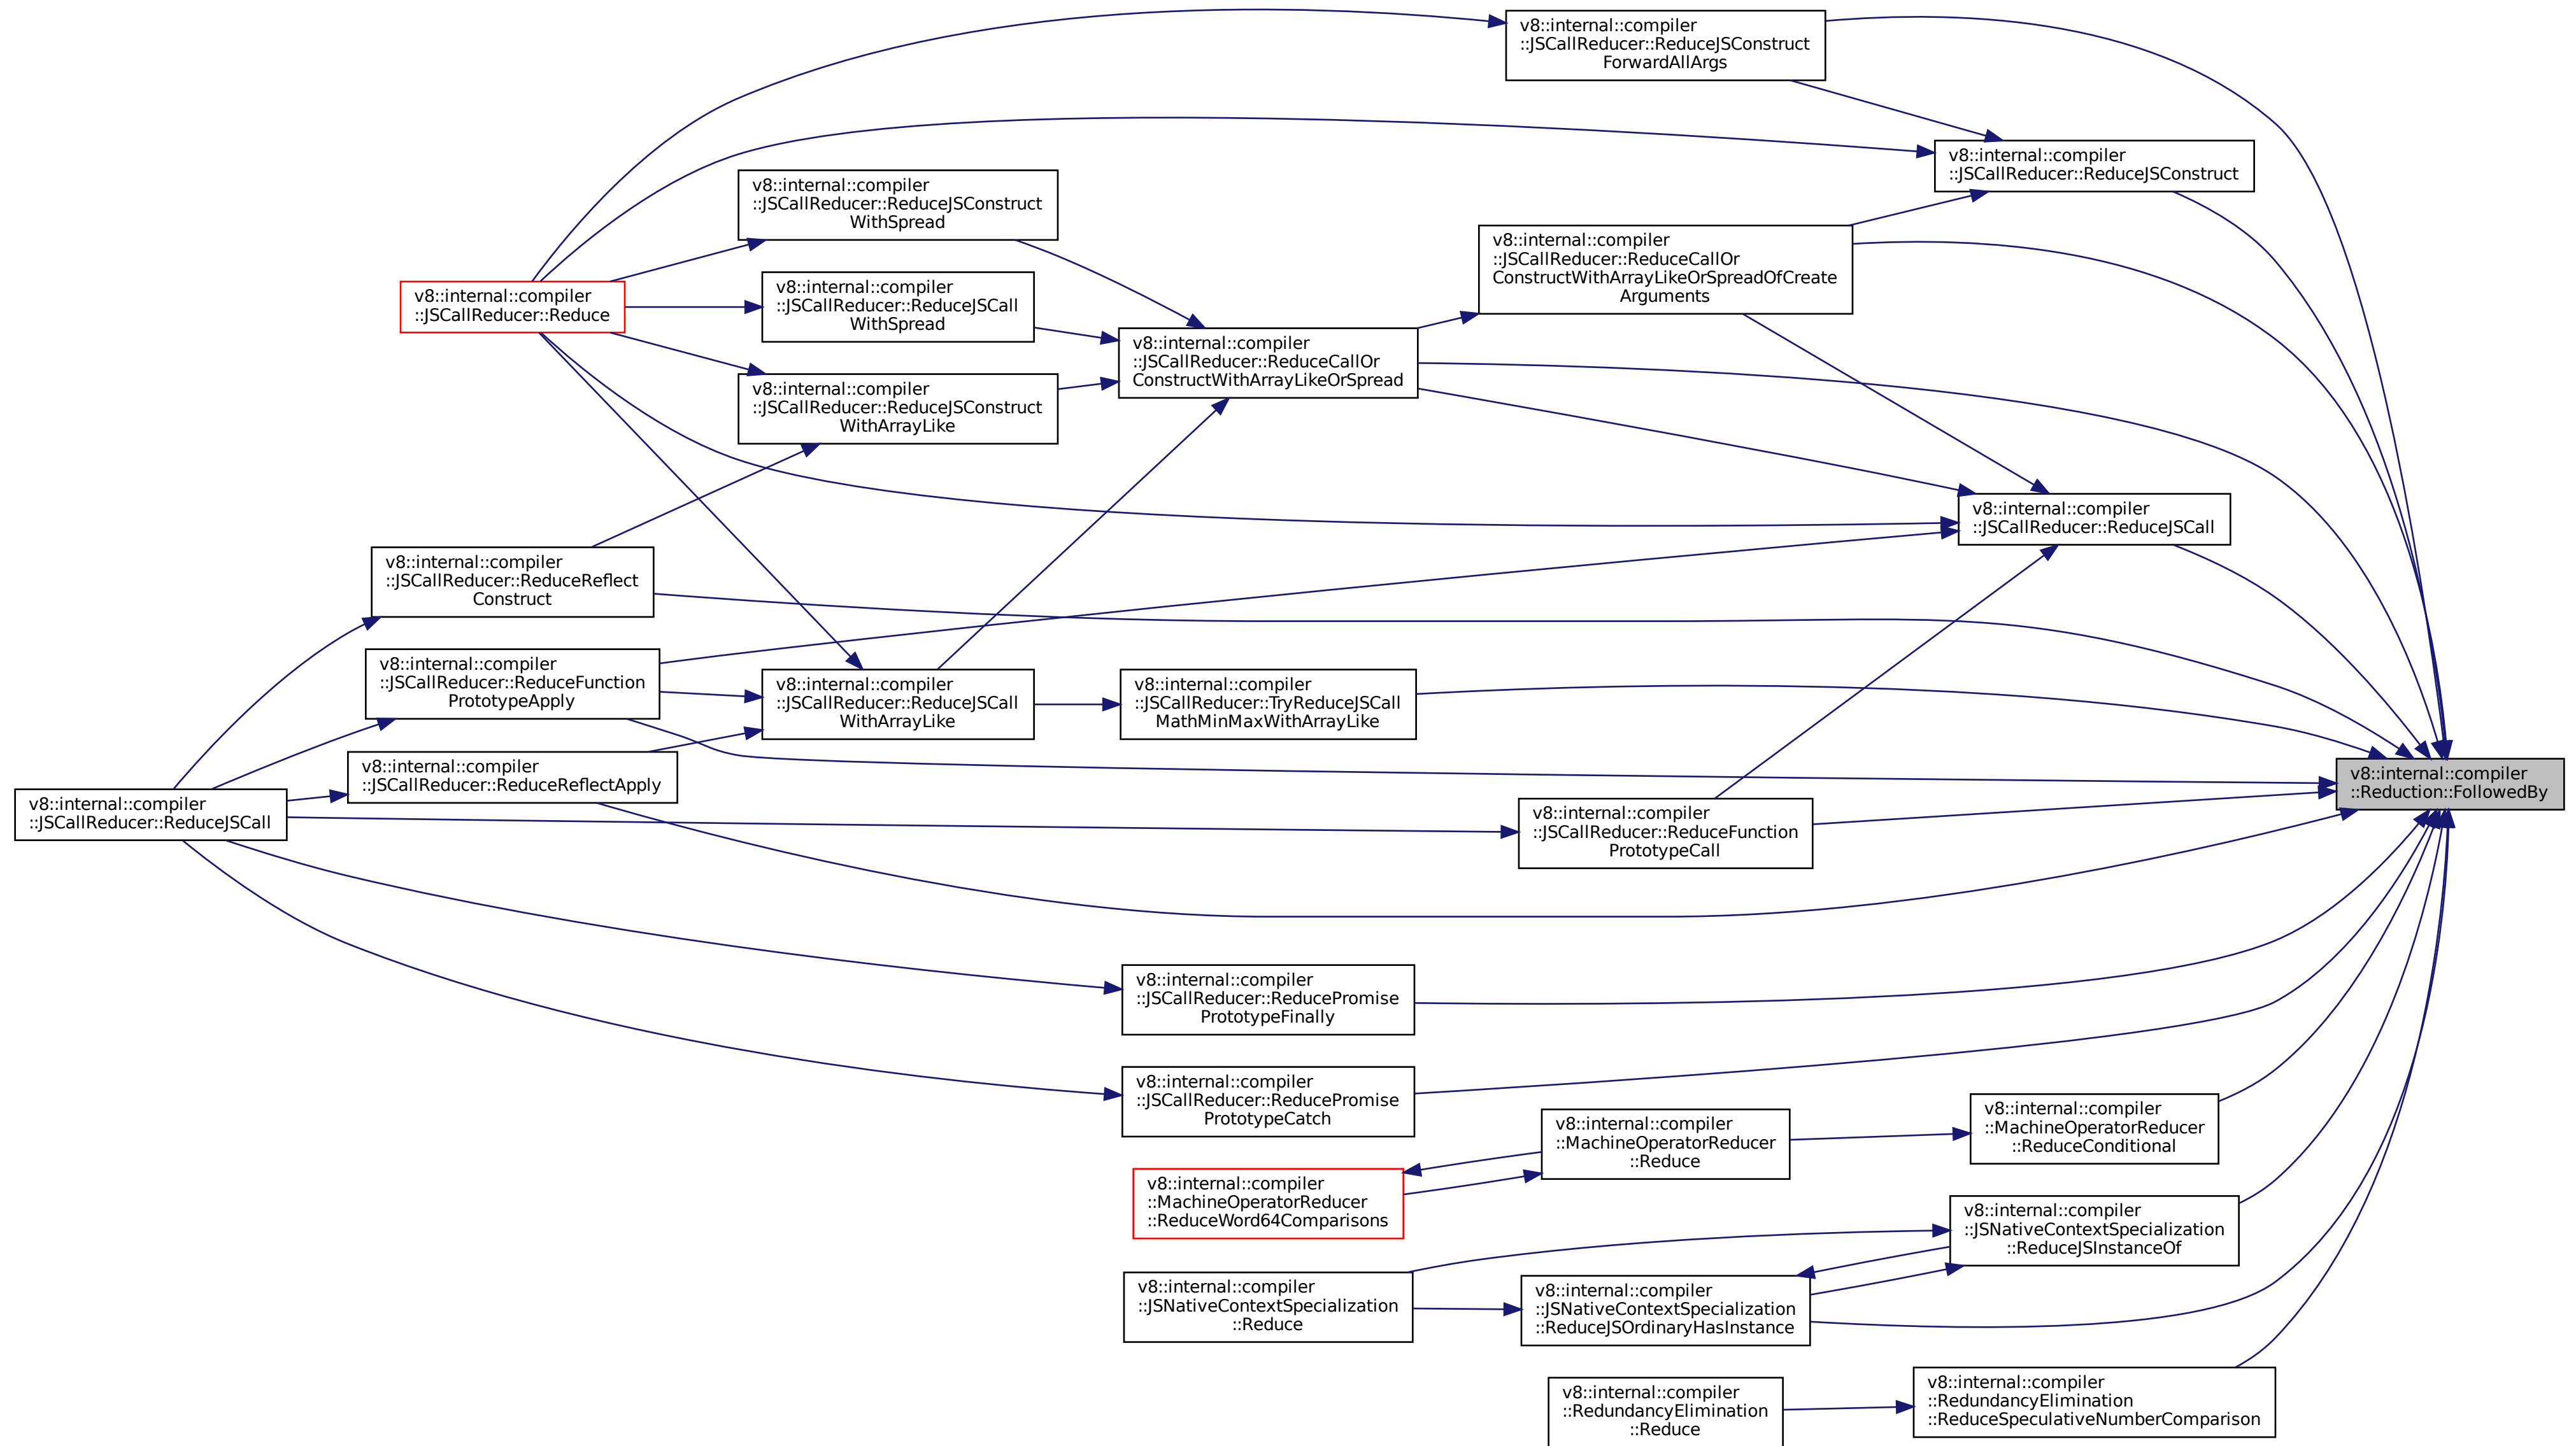 v8::internal::compiler
::JSCallReducer::ReduceJSConstruct
ForwardAllArgs
v8::internal::compiler
::JSCallReducer::ReduceJSConstruct
v8::internal::compiler
::JSCallReducer::ReduceJSConstruct
WithSpread
v8::internal::compiler
::JSCallReducer::ReduceCallOr
ConstructWithArrayLikeOrSpreadOfCreate
Arguments
v8::internal::compiler
::JSCallReducer::Reduce
v8::internal::compiler
::JSCallReducer::ReduceJSCall
WithSpread
v8::internal::compiler
::JSCallReducer::ReduceCallOr
ConstructWithArrayLikeOrSpread
v8::internal::compiler
::JSCallReducer::ReduceJSConstruct
WithArrayLike
v8::internal::compiler
::JSCallReducer::ReduceJSCall
v8::internal::compiler
::JSCallReducer::ReduceReflect
Construct
v8::internal::compiler
::JSCallReducer::ReduceFunction
PrototypeApply
v8::internal::compiler
::JSCallReducer::ReduceJSCall
WithArrayLike
v8::internal::compiler
::JSCallReducer::TryReduceJSCall
MathMinMaxWithArrayLike
v8::internal::compiler
::JSCallReducer::ReduceReflectApply
v8::internal::compiler
::Reduction::FollowedBy
v8::internal::compiler
::JSCallReducer::ReduceJSCall
v8::internal::compiler
::JSCallReducer::ReduceFunction
PrototypeCall
v8::internal::compiler
::JSCallReducer::ReducePromise
PrototypeFinally
v8::internal::compiler
::JSCallReducer::ReducePromise
PrototypeCatch
v8::internal::compiler
::MachineOperatorReducer
::ReduceConditional
v8::internal::compiler
::MachineOperatorReducer
::Reduce
v8::internal::compiler
::MachineOperatorReducer
::ReduceWord64Comparisons
v8::internal::compiler
::JSNativeContextSpecialization
::ReduceJSInstanceOf
v8::internal::compiler
::JSNativeContextSpecialization
::Reduce
v8::internal::compiler
::JSNativeContextSpecialization
::ReduceJSOrdinaryHasInstance
v8::internal::compiler
::RedundancyElimination
::ReduceSpeculativeNumberComparison
v8::internal::compiler
::RedundancyElimination
::Reduce